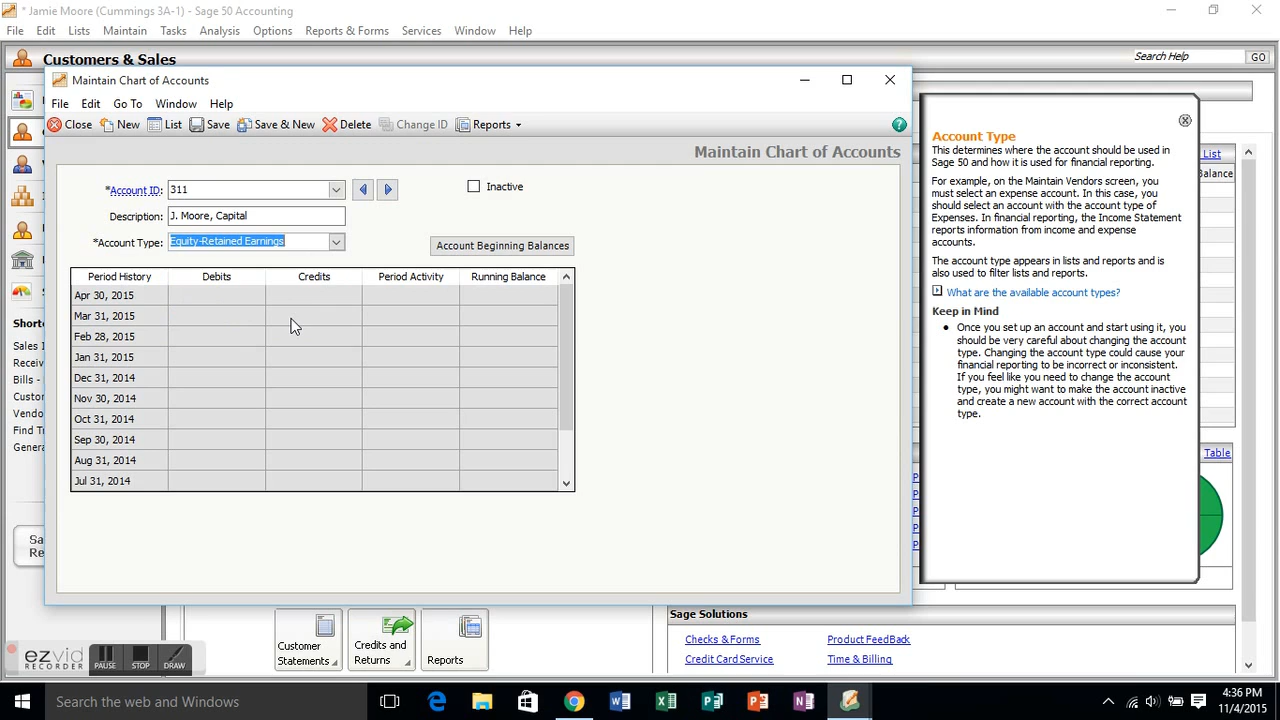 * Jamie Moore (Cummings 3A-1) - Sage 50 Accounting
File Edit Lists Maintain Tasks Analysis Options Reports & Forms Services Window Help
Customers & Sales
Search Help GO
Maintain Chart of Accounts
File Edit Go To Window Help
Close New List Save Save & New Delete Change ID Reports
Maintain Chart of Accounts
*Account ID: 311
Inactive
Description: J. Moore, Capital
*Account Type: Equity-Retained Earnings
Account Beginning Balances
Period History Debits Credits Period Activity Running Balance
Apr 30, 2015
Mar 31, 2015
Feb 28, 2015
Jan 31, 2015
Dec 31, 2014
Nov 30, 2014
Oct 31, 2014
Sep 30, 2014
Aug 31, 2014
Jul 31, 2014
Account Type
This determines where the account should be used in
Sage 50 and how it is used for financial reporting.
For example, on the Maintain Vendors screen, you
must select an expense account. In this case, you
should select an account with the account type of
Expenses. In financial reporting, the Income Statement
reports information from income and expense
accounts.
The account type appears in lists and reports and is
also used to filter lists and reports.
What are the available account types?
Keep in Mind
Once you set up an account and start using it, you
should be very careful about changing the account
type. Changing the account type could cause your
financial reporting to be incorrect or inconsistent.
If you feel like you need to change the account
type, you might want to make the account inactive
and create a new account with the correct account
type.
List
Balance
Table
Shorto
Sales I
Receiv
Bills -
Custom
Vendo
Find Tr
Genera
Sa
Re
Customer
Statements
Credits and
Returns
Reports
Sage Solutions
Checks & Forms Product FeedBack
Credit Card Service Time & Billing
ezvid
RECORDER
PAUSE STOP DRAW
Search the web and Windows
4:36 PM
11/4/2015